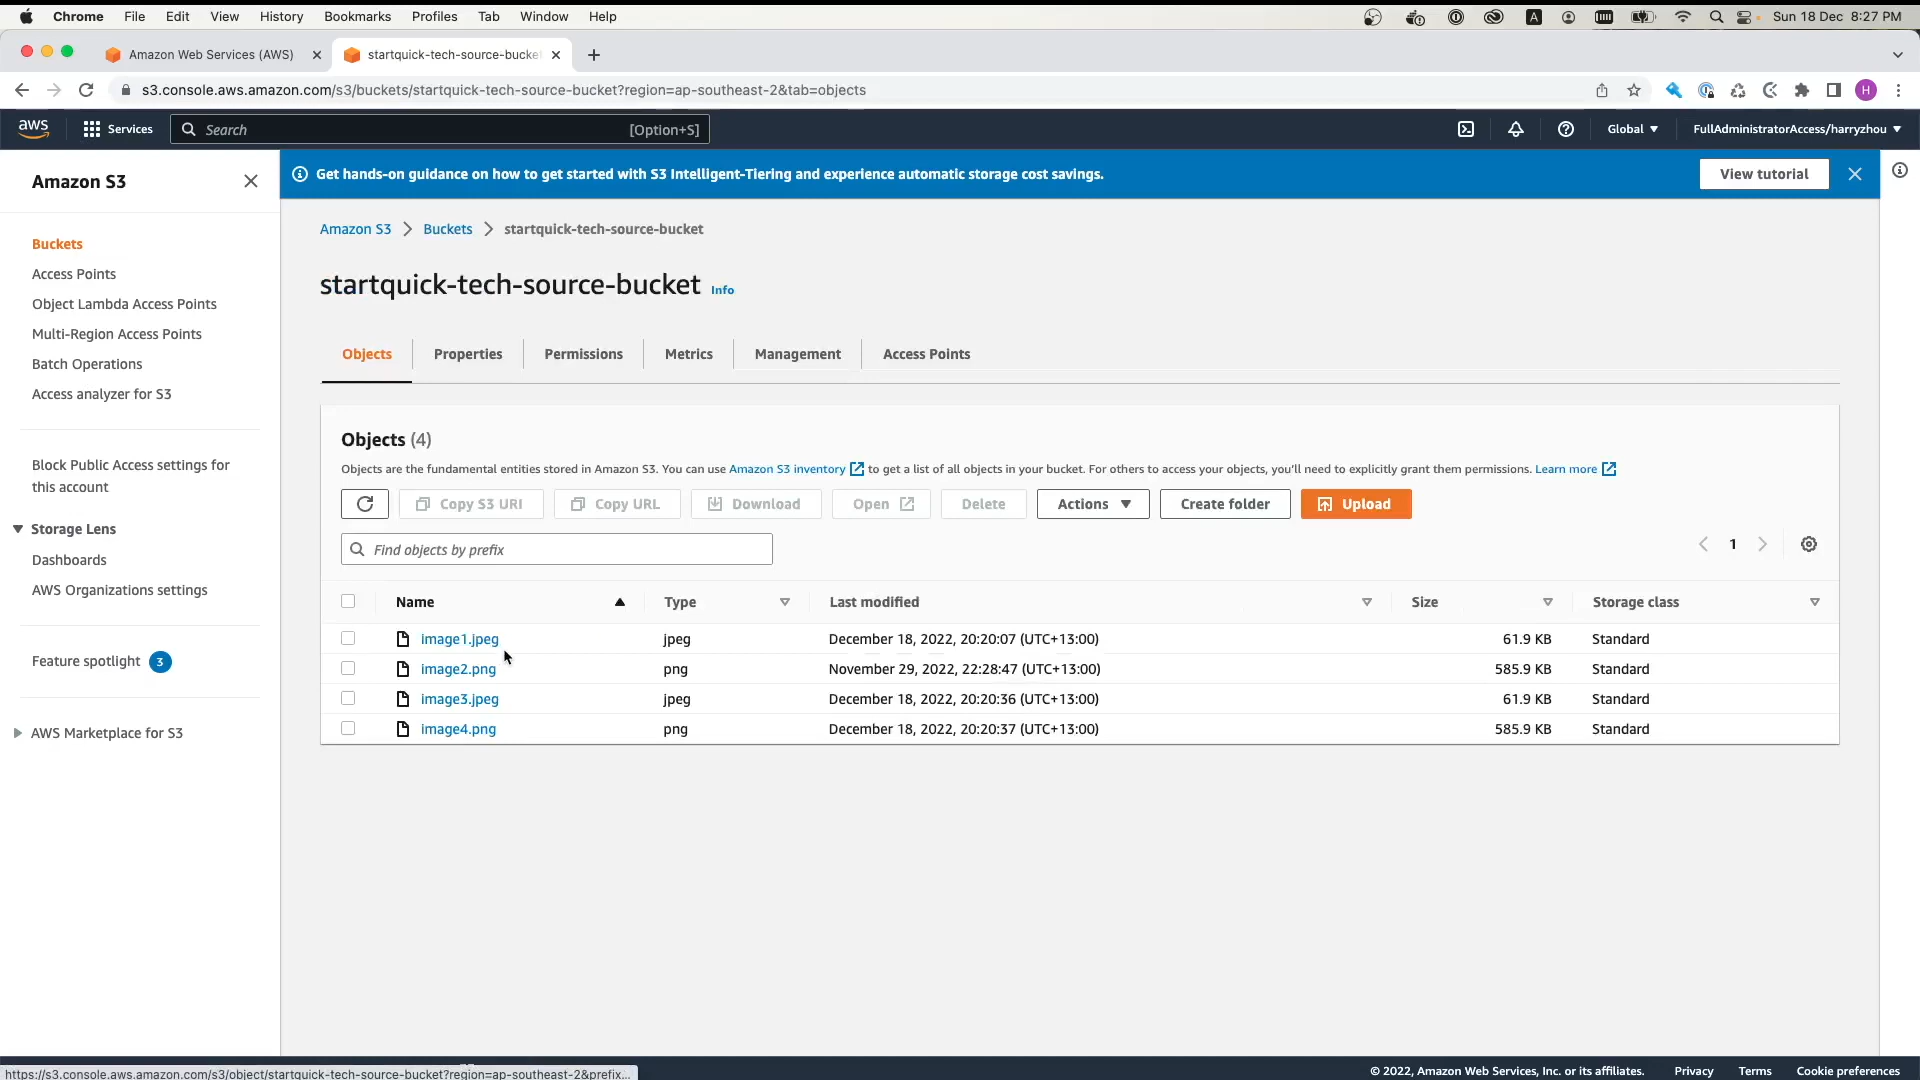 Chrome File Edit View History Bookmarks Profiles Tab Window Help Sun 18 Dec 8:27 PM
Amazon Web Services (AWS) startquick-tech-source-bucke
s3.console.aws.amazon.com/s3/buckets/startquick-tech-source-bucket?region=ap-southeast-2&tab=objects H
aws Services Search [Option+S] Global FullAdministratorAccess/harryzhou
Amazon S3
Get hands-on guidance on how to get started with S3 Intelligent-Tiering and experience automatic storage cost savings. View tutorial
Buckets
Access Points
Object Lambda Access Points
Multi-Region Access Points
Batch Operations
Access analyzer for S3
Block Public Access settings for
this account
Storage Lens
Dashboards
AWS Organizations settings
Feature spotlight 3
AWS Marketplace for S3
Amazon S3 Buckets startquick-tech-source-bucket
startquick-tech-source-bucket Info
Objects Properties Permissions Metrics Management Access Points
Objects (4)
Objects are the fundamental entities stored in Amazon S3. You can use Amazon S3 inventory to get a list of all objects in your bucket. For others to access your objects, you'll need to explicitly grant them permissions. Learn more
Copy S3 URI Copy URL Download Open Delete Actions Create folder Upload
Find objects by prefix 1
Name Type Last modified Size Storage class
image1.jpeg jpeg December 18, 2022, 20:20:07 (UTC+13:00) 61.9 KB Standard
image2.png png November 29, 2022, 22:28:47 (UTC+13:00) 585.9 KB Standard
image3.jpeg jpeg December 18, 2022, 20:20:36 (UTC+13:00) 61.9 KB Standard
image4.png png December 18, 2022, 20:20:37 (UTC+13:00) 585.9 KB Standard
https://s3.console.aws.amazon.com/s3/object/startquick-tech-source-bucket?region=ap-southeast-2&prefix... © 2022, Amazon Web Services, Inc. or its affiliates. Privacy Terms Cookie preferences